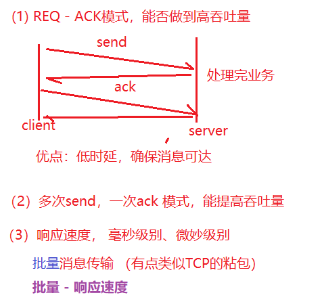 (1) REQ - ACK模式，能否做到高吞吐量
send
处理完业务
ack
client
server
优点：低时延，确保消息可达
(2) 多次send，一次ack 模式，能提高吞吐量
(3) 响应速度， 毫秒级别、微妙级别
批量消息传输 (有点类似TCP的粘包)
批量 - 响应速度